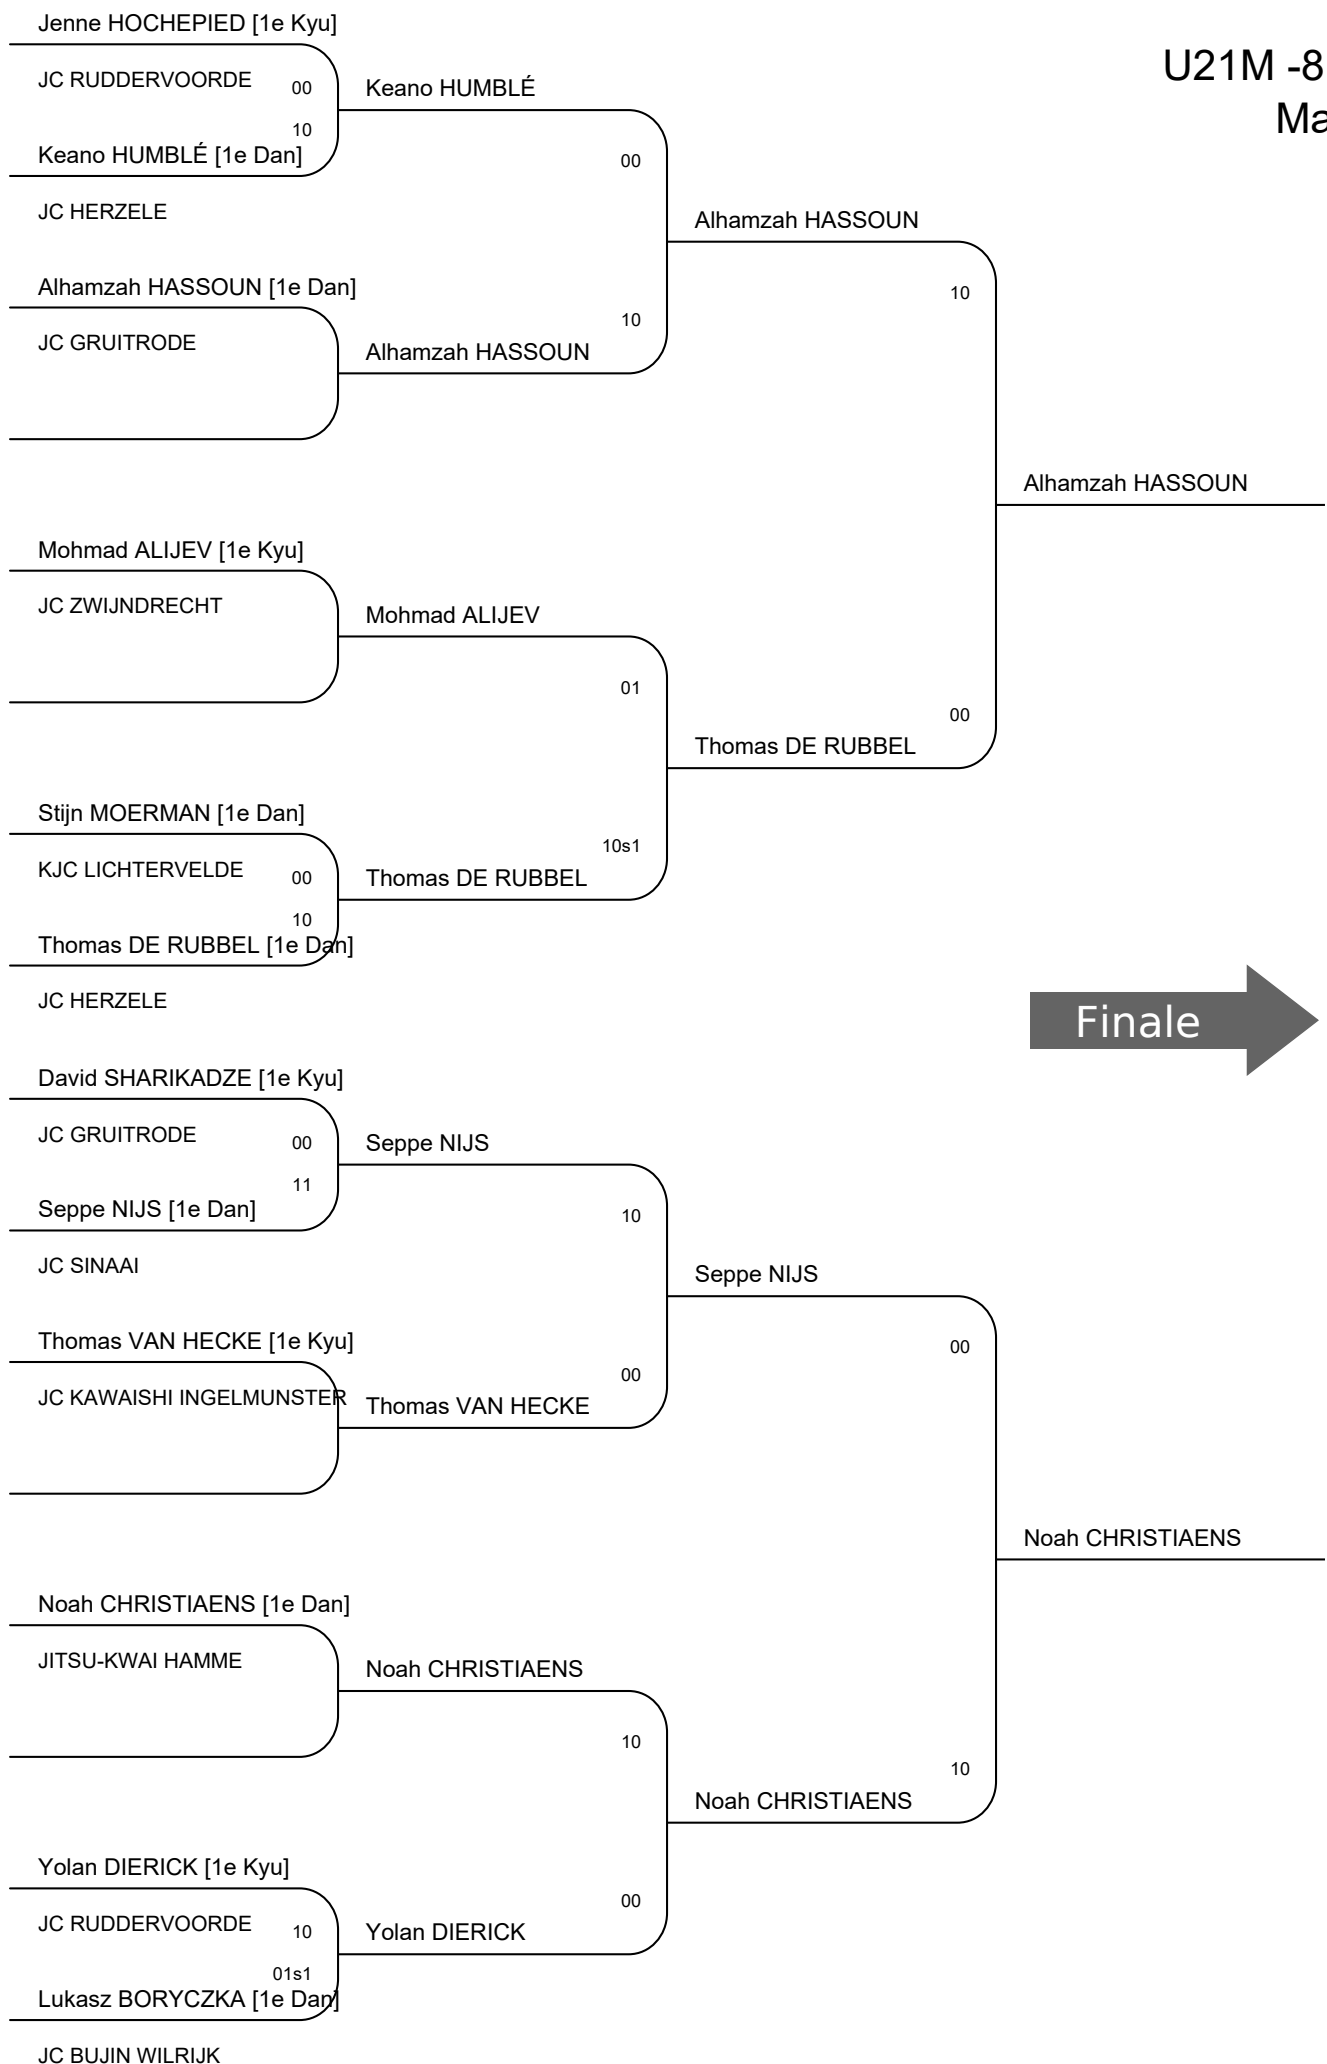 Jenne HOCHEPIED [1e Kyu]
JC RUDDERVOORDE
00
10
Keano HUMBLÉ [1e Dan]
JC HERZELE
Alhamzah HASSOUN [1e Dan]
JC GRUITRODE
Mohmad ALIJEV [1e Kyu]
JC ZWIJNDRECHT
Stijn MOERMAN [1e Dan]
KJC LICHTERVELDE
00
10
Thomas DE RUBBEL [1e Dan]
JC HERZELE
David SHARIKADZE [1e Kyu]
JC GRUITRODE
00
11
Seppe NIJS [1e Dan]
JC SINAAI
Thomas VAN HECKE [1e Kyu]
JC KAWAISHI INGELMUNSTER
Noah CHRISTIAENS [1e Dan]
JITSU-KWAI HAMME
Yolan DIERICK [1e Kyu]
JC RUDDERVOORDE
10
01s1
Lukasz BORYCZKA [1e Dan]
JC BUJIN WILRIJK
Keano HUMBLÉ
00
10
Alhamzah HASSOUN
Mohmad ALIJEV
01
10s1
Thomas DE RUBBEL
Seppe NIJS
10
00
Thomas VAN HECKE
Noah CHRISTIAENS
10
00
Yolan DIERICK
Alhamzah HASSOUN
10
00
Thomas DE RUBBEL
Seppe NIJS
00
10
Noah CHRISTIAENS
U21M -8
Ma
Alhamzah HASSOUN
Finale
Noah CHRISTIAENS